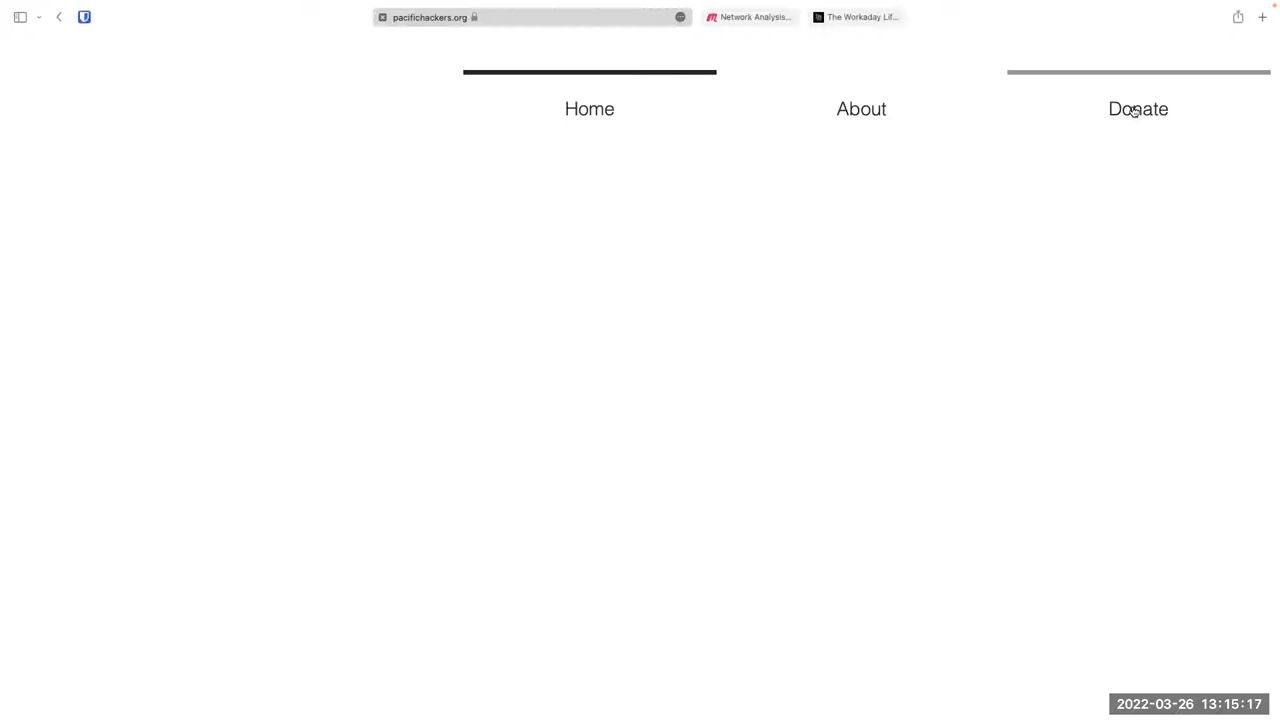 pacifichackers.org
Network Analysis...
The Workaday Lif...
Home
About
Donate
2022-03-26 13:15:17